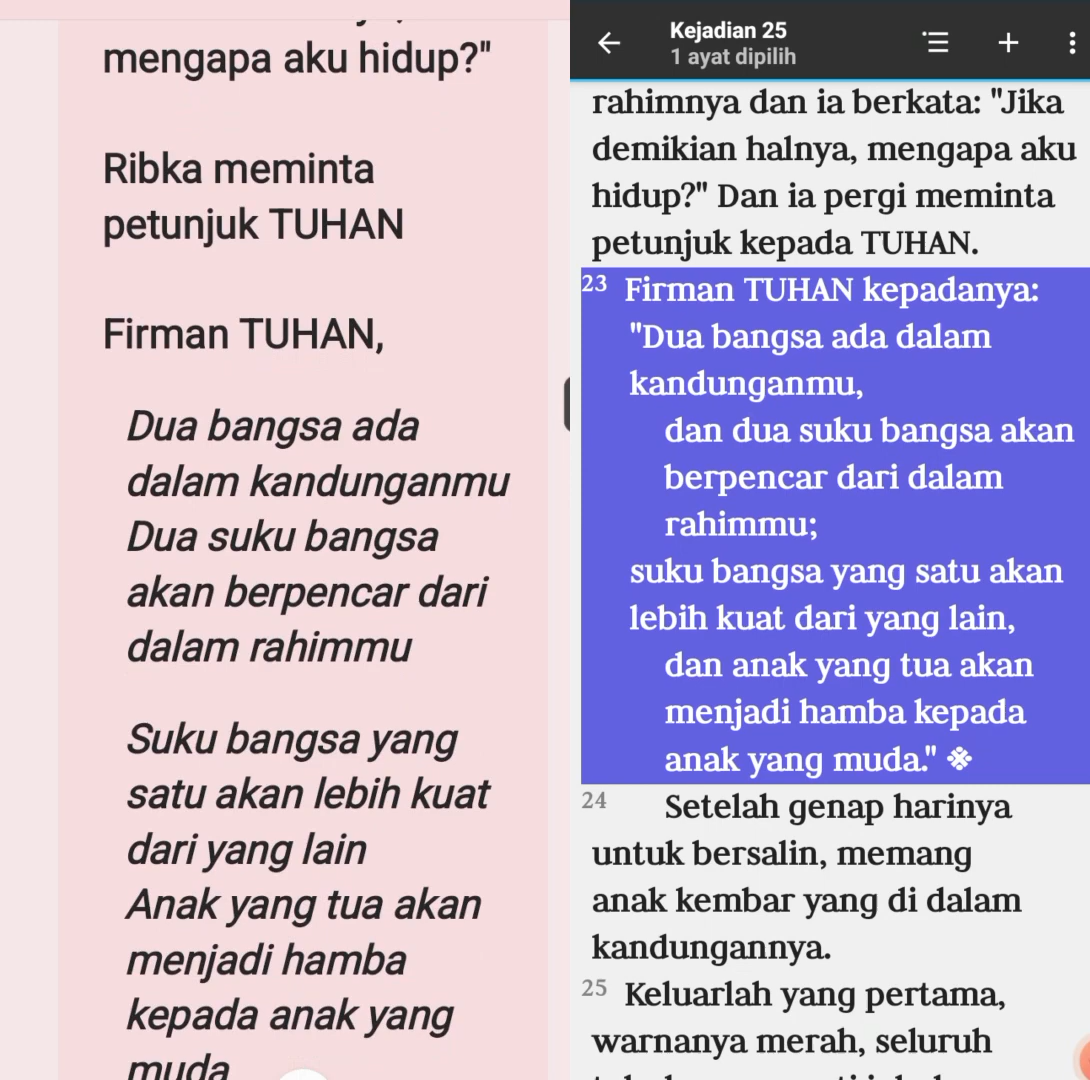 mengapa aku hidup?"
Ribka meminta
petunjuk TUHAN
Firman TUHAN,
Dua bangsa ada
dalam kandunganmu
Dua suku bangsa
akan berpencar dari
dalam rahimmu
Suku bangsa yang
satu akan lebih kuat
dari yang lain
Anak yang tua akan
menjadi hamba
kepada anak yang
muda
Kejadian 25
1 ayat dipilih
rahimnya dan ia berkata: "Jika
demikian halnya, mengapa aku
hidup?" Dan ia pergi meminta
petunjuk kepada TUHAN.
23 Firman TUHAN kepadanya:
"Dua bangsa ada dalam
kandunganmu,
dan dua suku bangsa akan
berpencar dari dalam
rahimmu;
suku bangsa yang satu akan
lebih kuat dari yang lain,
dan anak yang tua akan
menjadi hamba kepada
anak yang muda." ※
24 Setelah genap harinya
untuk bersalin, memang
anak kembar yang di dalam
kandungannya.
25 Keluarlah yang pertama,
warnanya merah, seluruh